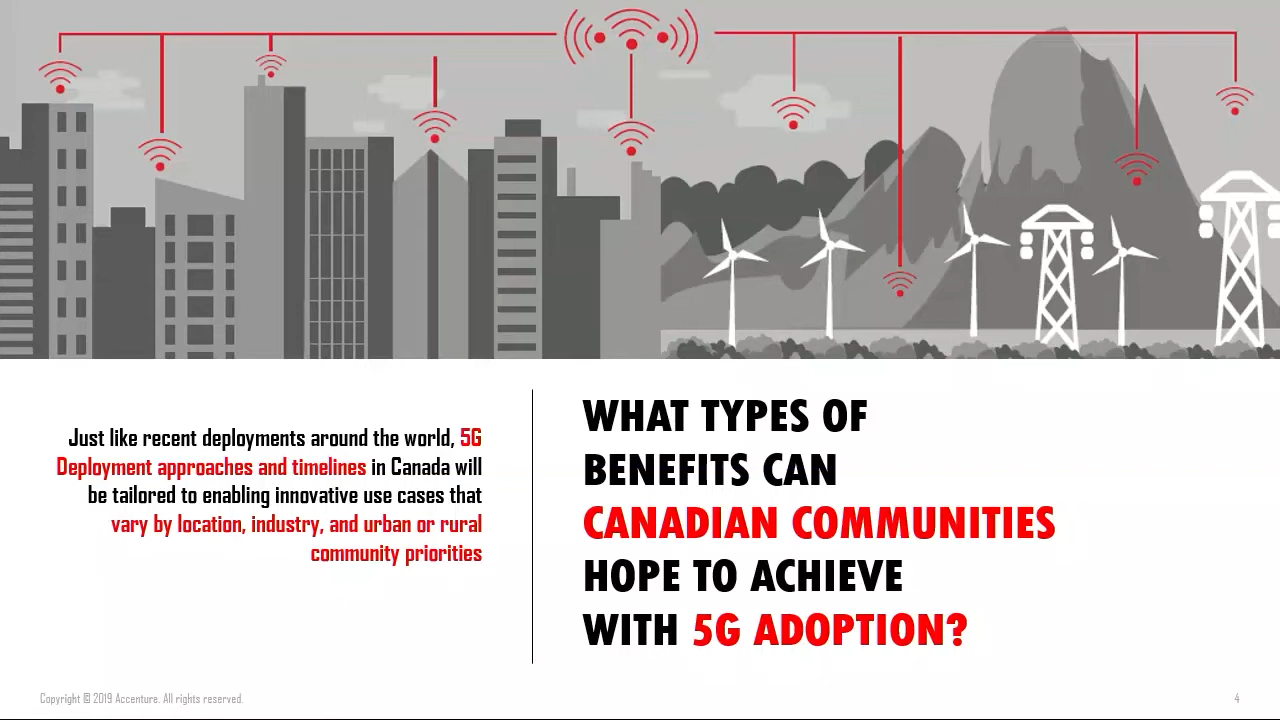 Just like recent deployments around the world, 5G
Deployment approaches and timelines in Canada will
be tailored to enabling innovative use cases that
vary by location, industry, and urban or rural
community priorities
WHAT TYPES OF
BENEFITS CAN
CANADIAN COMMUNITIES
HOPE TO ACHIEVE
WITH 5G ADOPTION?
Copyright © 2019 Accenture. All rights reserved.
4